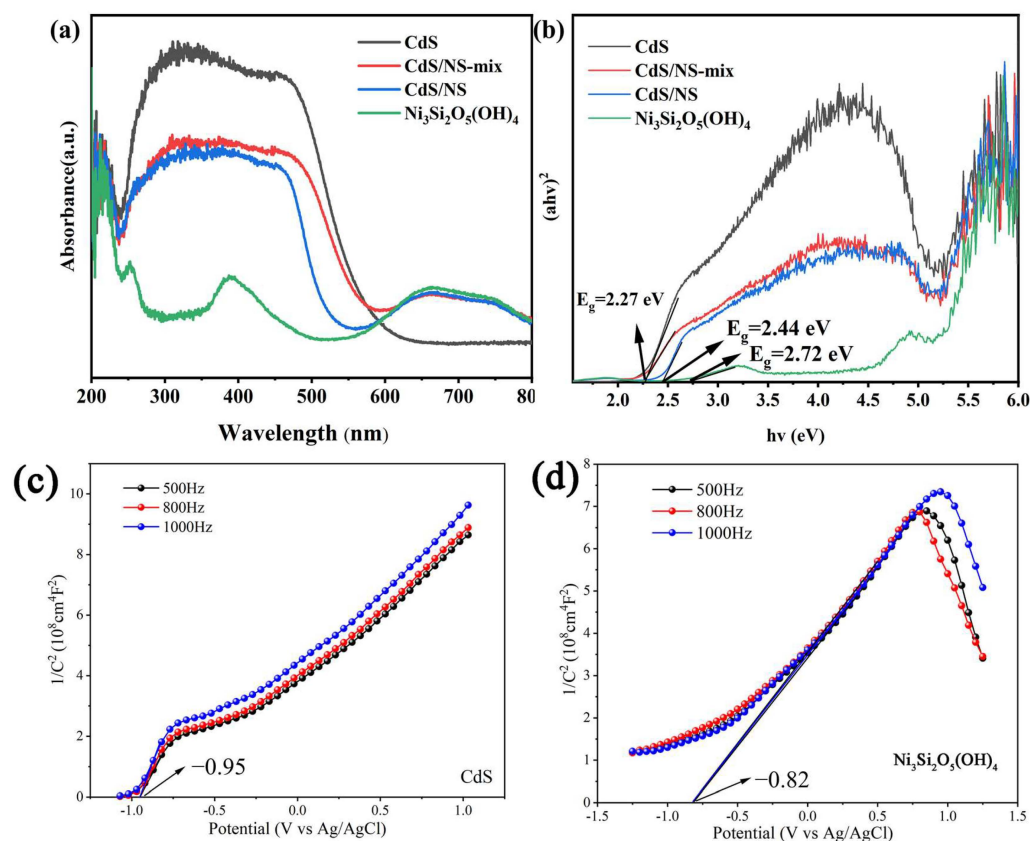 (a)
CdS
CdS/NS-mix
CdS/NS
Ni₃Si₂O₅(OH)₄
Absorbance(a.u.)
200 300 400 500 600 700 800
Wavelength (nm)
(b)
CdS
CdS/NS-mix
CdS/NS
Ni₃Si₂O₅(OH)₄
(ahv)²
E_g=2.27 eV
E_g=2.44 eV
E_g=2.72 eV
2.0 2.5 3.0 3.5 4.0 4.5 5.0 5.5 6.0
hv (eV)
(c)
500Hz
800Hz
1000Hz
10
8
6
4
2
0
1/C² (10⁸cm⁴F²)
−0.95
CdS
-1.0 -0.5 0.0 0.5 1.0
Potential (V vs Ag/AgCl)
(d)
500Hz
800Hz
1000Hz
8
7
6
5
4
3
2
1
0
1/C² (10⁸cm⁴F²)
−0.82
Ni₃Si₂O₅(OH)₄
-1.5 -1.0 -0.5 0.0 0.5 1.0 1.5
Potential (V vs Ag/AgCl)